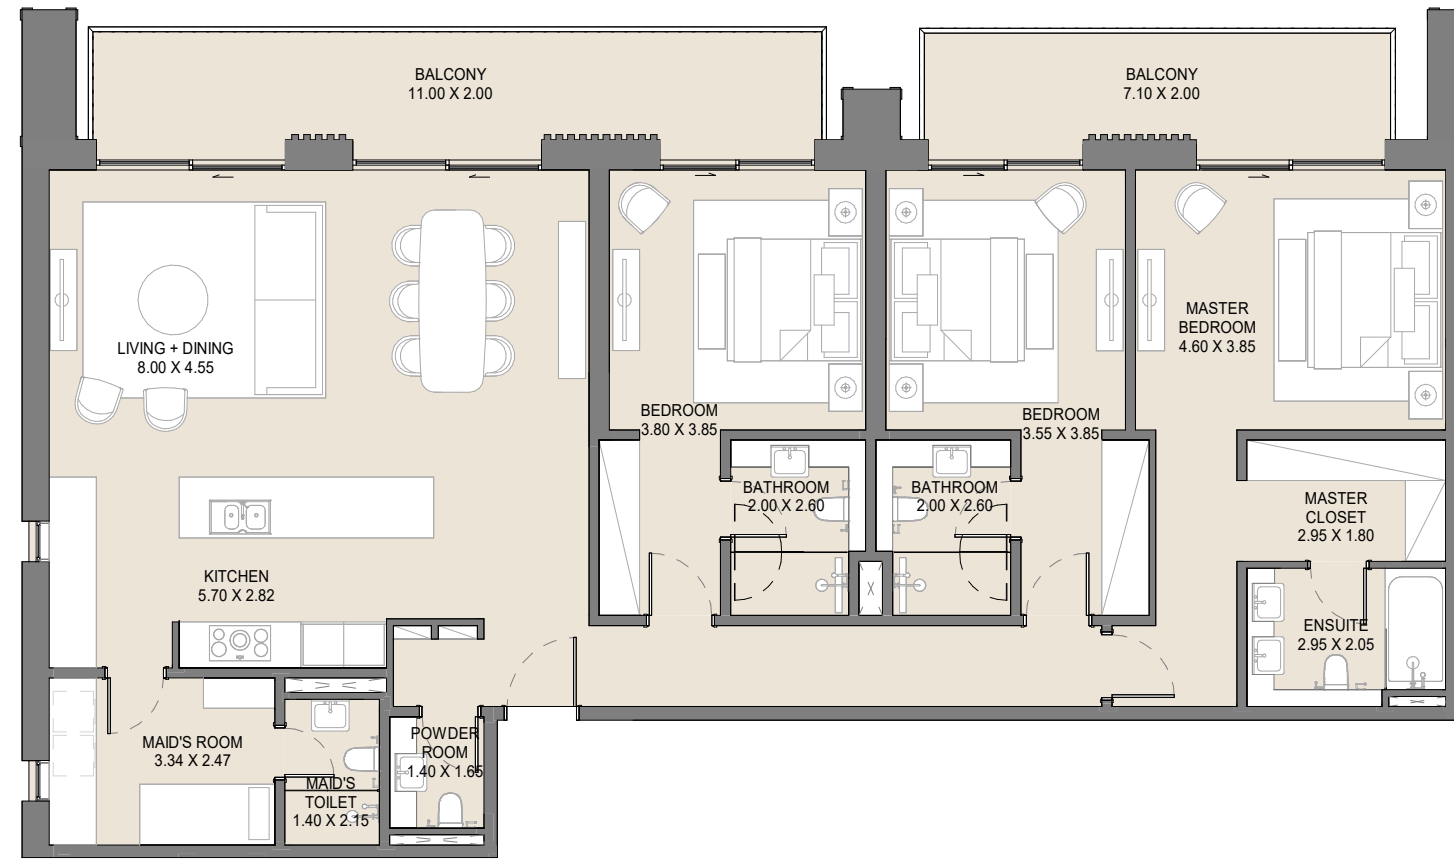 BALCONY
11.00 X 2.00
BALCONY
7.10 X 2.00
LIVING + DINING
8.00 X 4.55
MASTER
BEDROOM
4.60 X 3.85
BEDROOM
3.80 X 3.85
BEDROOM
3.55 X 3.85
BATHROOM
2.00 X 2.60
BATHROOM
2.00 X 2.60
MASTER
CLOSET
2.95 X 1.80
KITCHEN
5.70 X 2.82
ENSUITE
2.95 X 2.05
MAID'S ROOM
3.34 X 2.47
POWDER
ROOM
1.40 X 1.65
MAID'S
TOILET
1.40 X 2.15